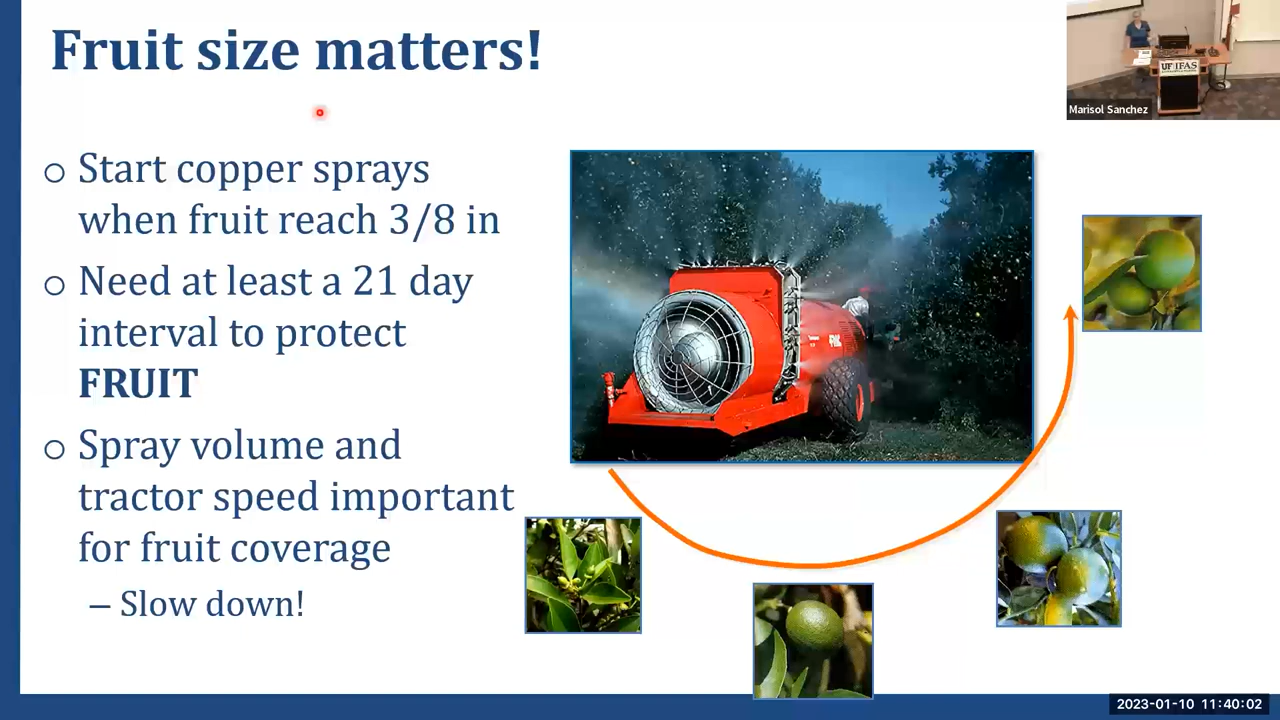 Fruit size matters!
o Start copper sprays
when fruit reach 3/8 in
o Need at least a 21 day
interval to protect
FRUIT
o Spray volume and
tractor speed important
for fruit coverage
– Slow down!
UF IFAS
Marisol Sanchez
2023-01-10 11:40:02